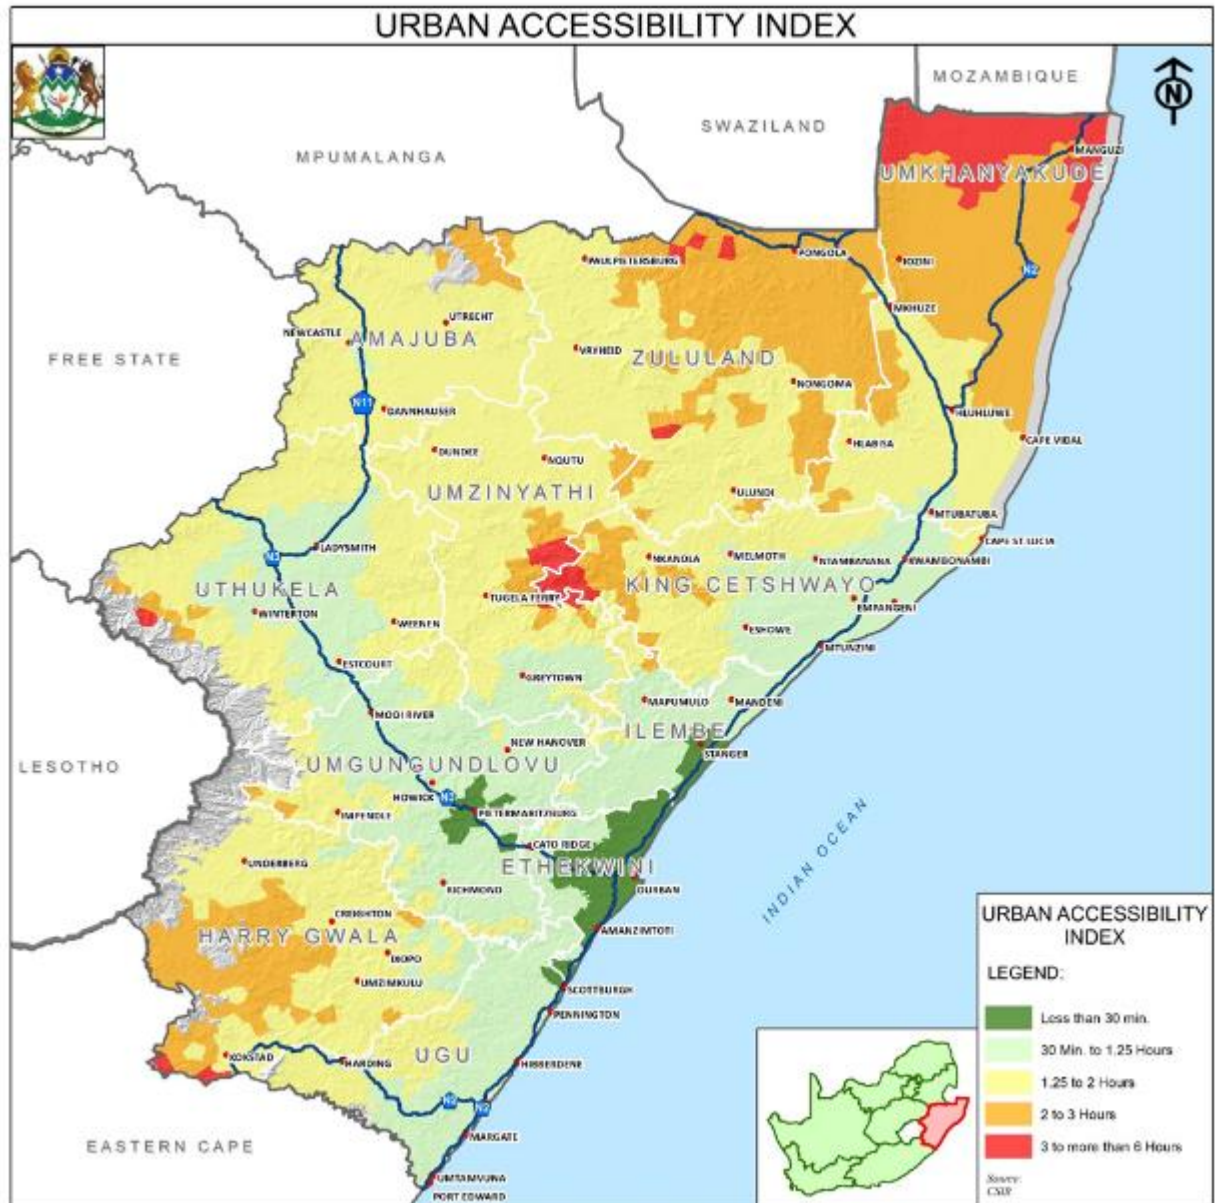 URBAN ACCESSIBILITY INDEX
MOZAMBIQUE
N
SWAZILAND
MPUMALANGA
MANGUZI
UMKHANYAKUDE
PAULPIETERSBURG
PONGOLA
JOZINI
N2
MKHUZE
UTRECHT
NEWCASTLE
AMAJUBA
VRYHEID
ZULULAND
FREE STATE
NONGOMA
N11
DANNHAUSER
HLUHLUWE
HLABISA
CAPE VIDAL
DUNDEE
NQUTU
UMZINYATHI
ULUNDI
MTUBATUBA
CAPE ST LUCIA
LADYSMITH
N3
NKANDLA
MELMOTH
NTAMBANANA
KWAMBONAMBI
UTHUKELA
KING CETSHWAYO
TUGELA FERRY
EMPANGENI
WINTERTON
WEENEN
ESHOWE
MTUNZINI
ESTCOURT
GREYTOWN
MAPUMULO
MANDENI
MOOI RIVER
ILEMBE
NEW HANOVER
STANGER
LESOTHO
UMGUNGUNDLOVU
HOWICK
N3
IMPENDLE
PIETERMARITZBURG
CATO RIDGE
UNDERBERG
ETHEKWINI
RICHMOND
DURBAN
INDIAN OCEAN
CREIGHTON
HARRY GWALA
AMANZIMTOTI
IXOPO
UMZIMKULU
SCOTTBURGH
PENNINGTON
KOKSTAD
HARDING
UGU
HIBBERDENE
N2
N2
EASTERN CAPE
MARGATE
UMTAMVUNA
PORT EDWARD
URBAN ACCESSIBILITY
INDEX
LEGEND:
Less than 30 min.
30 Min. to 1.25 Hours
1.25 to 2 Hours
2 to 3 Hours
3 to more than 6 Hours
Source:
CSIR